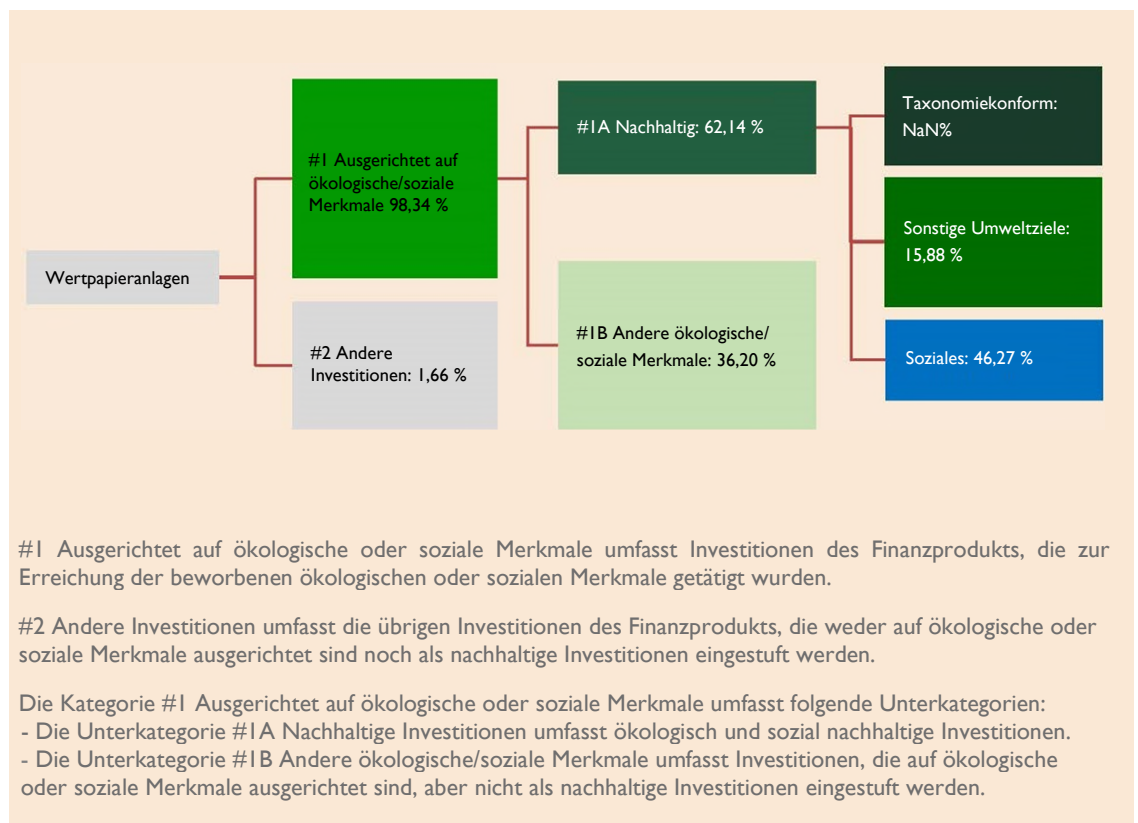 Wertpapieranlagen
#1 Ausgerichtet auf
ökologische/soziale
Merkmale 98,34 %
#2 Andere
Investitionen: 1,66 %
#1A Nachhaltig: 62,14 %
#1B Andere ökologische/
soziale Merkmale: 36,20 %
Taxonomiekonform:
NaN%
Sonstige Umweltziele:
15,88 %
Soziales: 46,27 %
#1 Ausgerichtet auf ökologische oder soziale Merkmale umfasst Investitionen des Finanzprodukts, die zur
Erreichung der beworbenen ökologischen oder sozialen Merkmale getätigt wurden.
#2 Andere Investitionen umfasst die übrigen Investitionen des Finanzprodukts, die weder auf ökologische oder
soziale Merkmale ausgerichtet sind noch als nachhaltige Investitionen eingestuft werden.
Die Kategorie #1 Ausgerichtet auf ökologische oder soziale Merkmale umfasst folgende Unterkategorien:
- Die Unterkategorie #1A Nachhaltige Investitionen umfasst ökologisch und sozial nachhaltige Investitionen.
- Die Unterkategorie #1B Andere ökologische/soziale Merkmale umfasst Investitionen, die auf ökologische
oder soziale Merkmale ausgerichtet sind, aber nicht als nachhaltige Investitionen eingestuft werden.